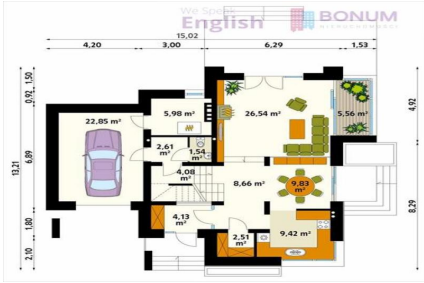 We Speak
English
BONUM
NIERUCHOMOŚCI
15,02
4,20 3,00 6,29 1,53
0,92 1,50
22,85 m²
5,98 m²
26,54 m²
5,56 m²
4,92
13,21
6,89
2,61 m²
1,54 m²
4,08 m²
8,66 m²
9,83 m²
8,29
1,80
4,13 m²
2,51 m²
9,42 m²
2,10